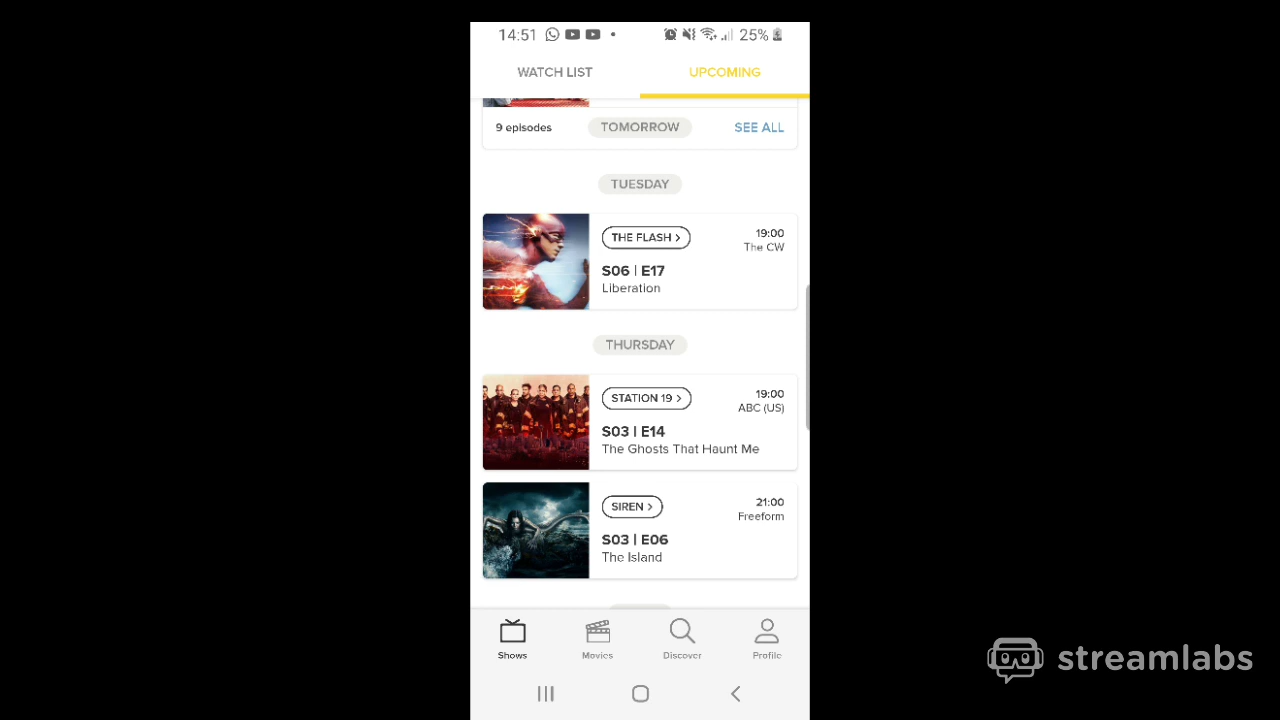 14:51 25%
WATCH LIST UPCOMING
9 episodes TOMORROW SEE ALL
TUESDAY
THE FLASH > 19:00
The CW
S06 | E17
Liberation
THURSDAY
STATION 19 > 19:00
ABC (US)
S03 | E14
The Ghosts That Haunt Me
SIREN > 21:00
Freeform
S03 | E06
The Island
Shows Movies Discover Profile
streamlabs